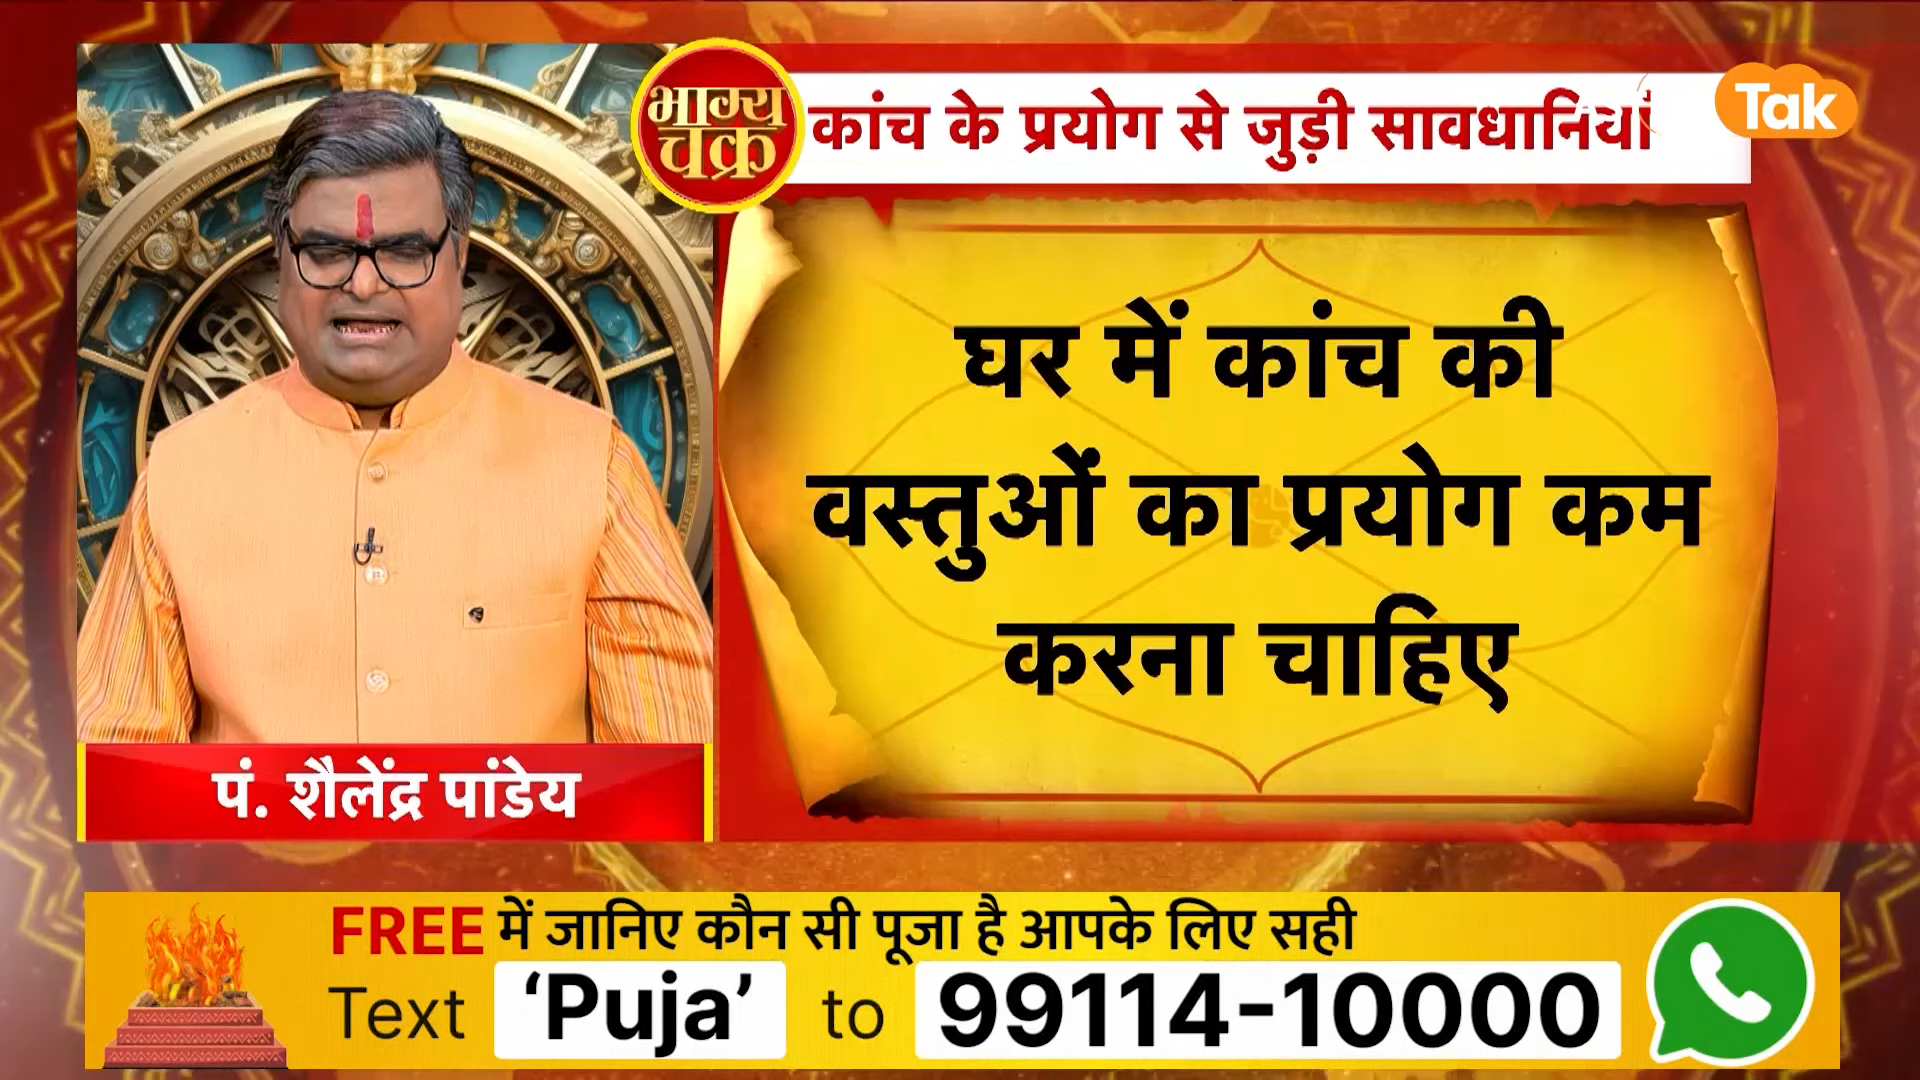 भाग्य
चक्र
कांच के प्रयोग से जुड़ी सावधानियां
Tak
घर में कांच की
वस्तुओं का प्रयोग कम
करना चाहिए
पं. शैलेंद्र पांडेय
FREE में जानिए कौन सी पूजा है आपके लिए सही
Text ‘Puja’ to 99114-10000